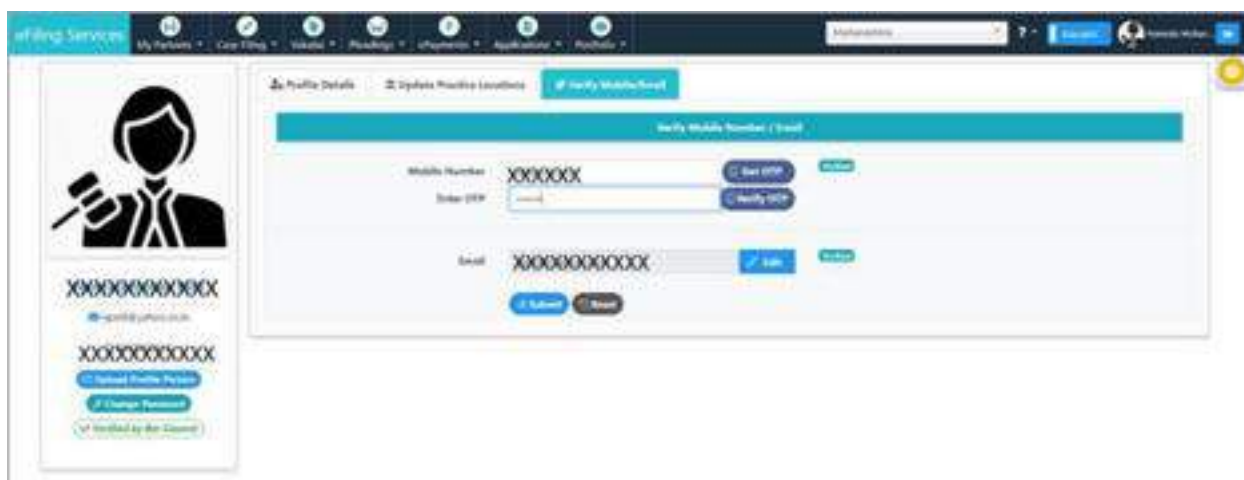 eFiling Services
My Partners
Case Filing
Vakalat
Pleadings
ePayments
Applications
Portfolio
Maharashtra
?
Profile Details
Update Practice Locations
Verify Mobile/Email
Verify Mobile Number / Email
Mobile Number
XXXXXX
Get OTP
Verified
Enter OTP
Verify OTP
Email
XXXXXXXXXXX
Edit
Verified
Submit
Reset
XXXXXXXXXXX
XXXXXXXXXXX
Upload Profile Picture
Change Password
Verified by Bar Council